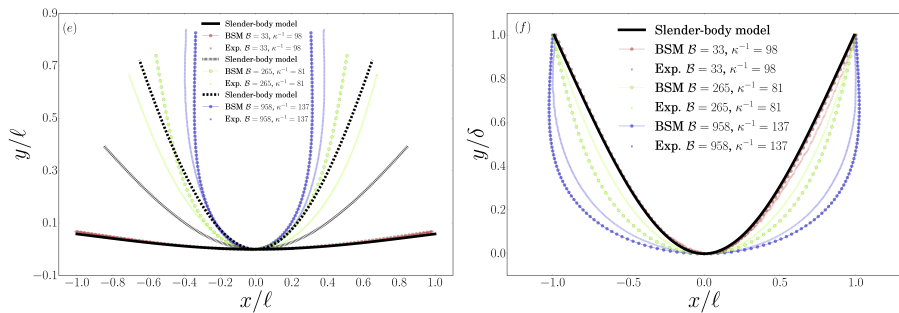 (e)
Slender-body model
BSM ℬ = 33, κ⁻¹ = 98
Exp. ℬ = 33, κ⁻¹ = 98
Slender-body model
BSM ℬ = 265, κ⁻¹ = 81
Exp. ℬ = 265, κ⁻¹ = 81
Slender-body model
BSM ℬ = 958, κ⁻¹ = 137
Exp. ℬ = 958, κ⁻¹ = 137
y/ℓ
0.9
0.7
0.5
0.3
0.1
−0.1
−1.0 −0.8 −0.6 −0.4 −0.2 0.0 0.2 0.4 0.6 0.8 1.0
x/ℓ
(f)
Slender-body model
BSM ℬ = 33, κ⁻¹ = 98
Exp. ℬ = 33, κ⁻¹ = 98
BSM ℬ = 265, κ⁻¹ = 81
Exp. ℬ = 265, κ⁻¹ = 81
BSM ℬ = 958, κ⁻¹ = 137
Exp. ℬ = 958, κ⁻¹ = 137
y/δ
1.0
0.8
0.6
0.4
0.2
0.0
−1.0 −0.5 0.0 0.5 1.0
x/ℓ